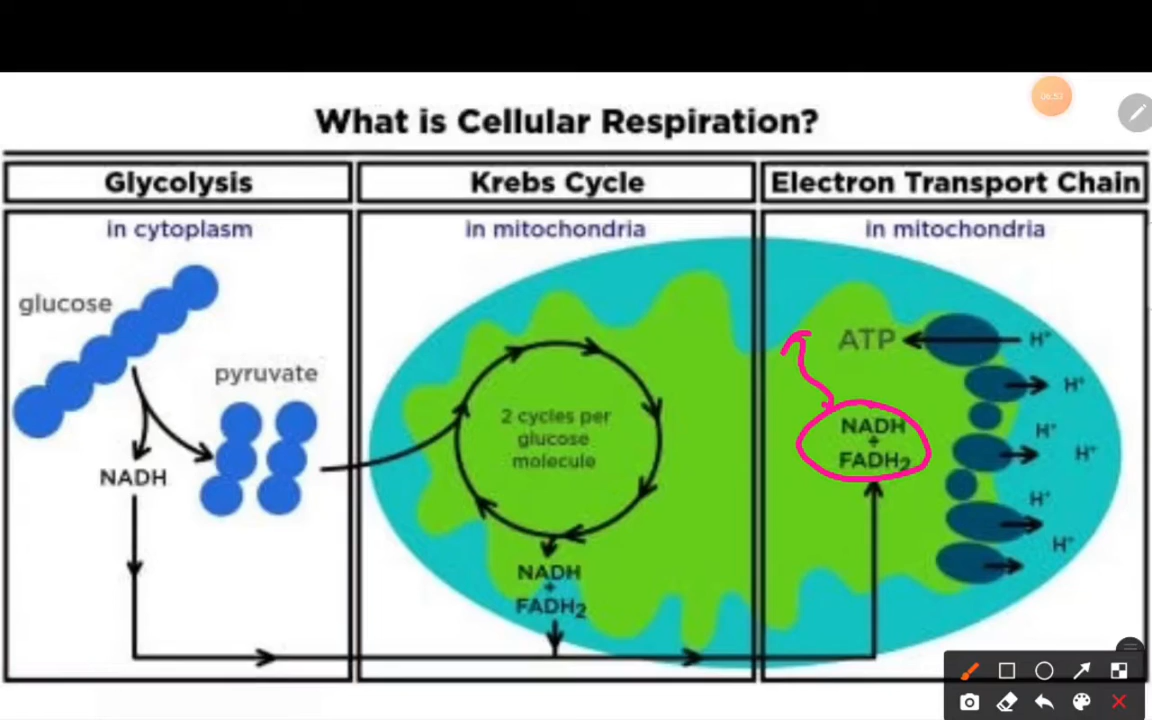 What is Cellular Respiration?
Glycolysis
Krebs Cycle
Electron Transport Chain
in cytoplasm
in mitochondria
in mitochondria
glucose
pyruvate
NADH
2 cycles per
glucose
molecule
NADH
+
FADH2
ATP
NADH
+
FADH2
H+
H+
H+
H+
H+
H+